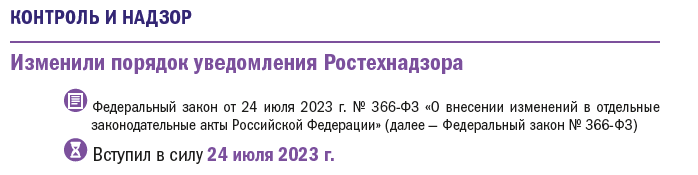 КОНТРОЛЬ И НАДЗОР
Изменили порядок уведомления Ростехнадзора
Федеральный закон от 24 июля 2023 г. № 366-ФЗ «О внесении изменений в отдельные
законодательные акты Российской Федерации» (далее — Федеральный закон № 366-ФЗ)
Вступил в силу 24 июля 2023 г.